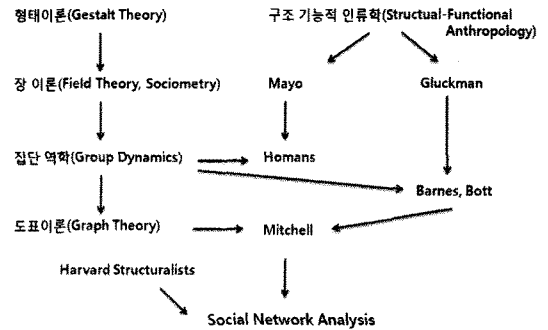 형태이론(Gestalt Theory)
구조 기능적 인류학(Structual-Functional
Anthropology)
장 이론(Field Theory, Sociometry)
Mayo
Gluckman
집단 역학(Group Dynamics)
Homans
Barnes, Bott
도표이론(Graph Theory)
Mitchell
Harvard Structuralists
Social Network Analysis